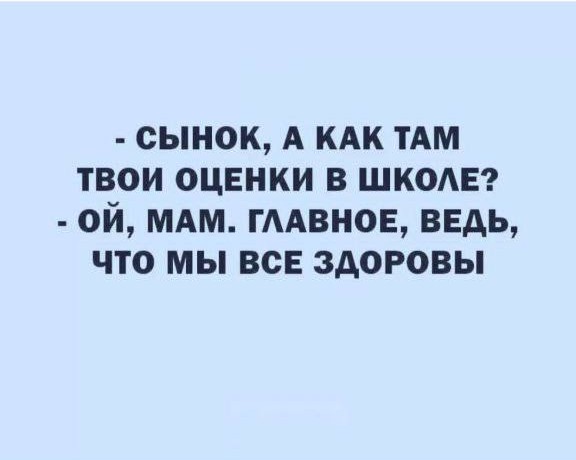 - СЫНОК, А КАК ТАМ
ТВОИ ОЦЕНКИ В ШКОЛЕ?
- ОЙ, МАМ. ГЛАВНОЕ, ВЕДЬ,
ЧТО МЫ ВСЕ ЗДОРОВЫ